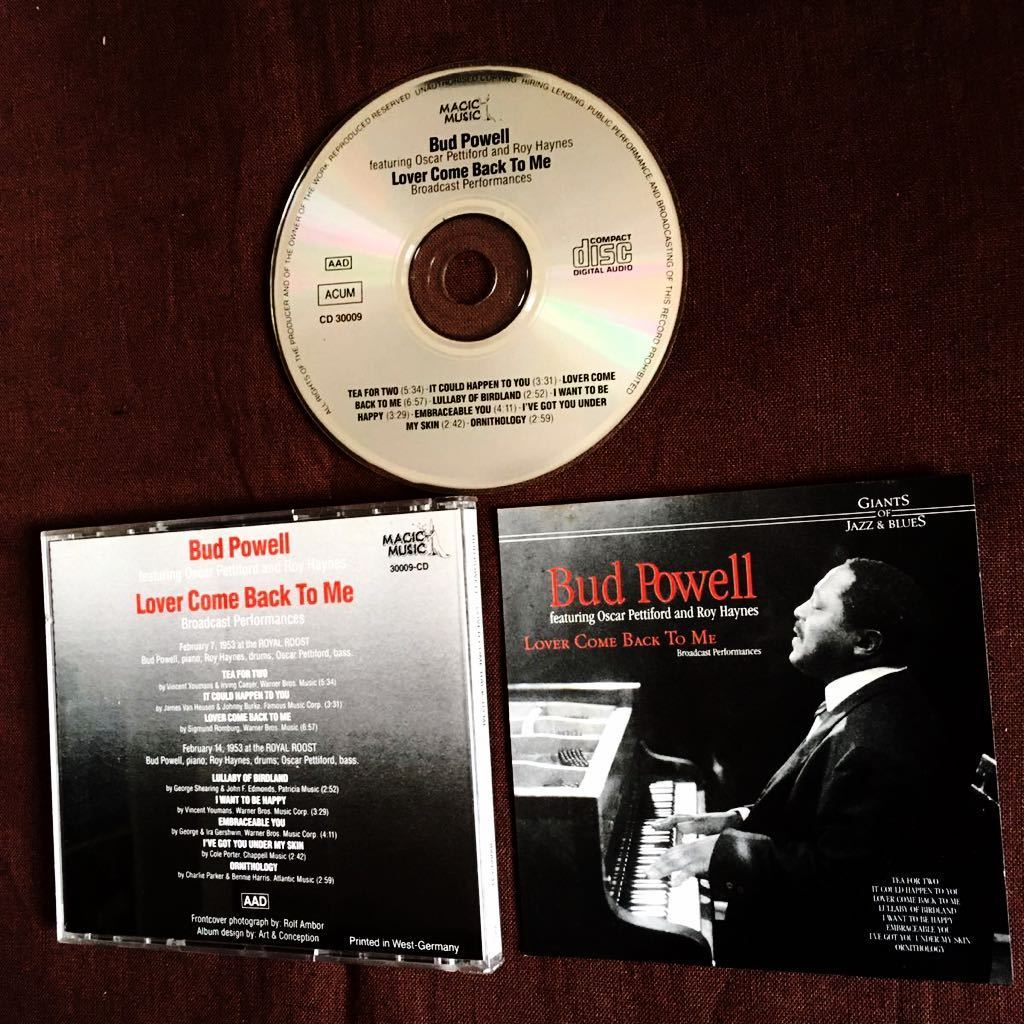 ALL RIGHTS OF THE PRODUCER AND OF THE OWNER OF THE WORK REPRODUCED RESERVED. UNAUTHORISED COPYING, HIRING, LENDING, PUBLIC PERFORMANCE AND BROADCASTING OF THIS RECORD PROHIBITED
MAGIC
MUSIC
Bud Powell
featuring Oscar Pettiford and Roy Haynes
Lover Come Back To Me
Broadcast Performances
AAD
ACUM
CD 30009
COMPACT
disc
DIGITAL AUDIO
TEA FOR TWO (5:34) · IT COULD HAPPEN TO YOU (3:31) · LOVER COME
BACK TO ME (6:57) · LULLABY OF BIRDLAND (2:52) · I WANT TO BE
HAPPY (3:29) · EMBRACEABLE YOU (4:11) · I'VE GOT YOU UNDER
MY SKIN (2:42) · ORNITHOLOGY (2:59)
Bud Powell
featuring Oscar Pettiford and Roy Haynes
Lover Come Back To Me
Broadcast Performances
MAGIC
MUSIC
30009-CD
February 7, 1953 at the ROYAL ROOST
Bud Powell, piano; Roy Haynes, drums; Oscar Pettiford, bass.
TEA FOR TWO
by Vincent Youmans & Irving Caesar, Warner Bros. Music (5:34)
IT COULD HAPPEN TO YOU
by James Van Heusen & Johnny Burke, Famous Music Corp. (3:31)
LOVER COME BACK TO ME
by Sigmund Romburg, Warner Bros. Music (6:57)
February 14, 1953 at the ROYAL ROOST
Bud Powell, piano; Roy Haynes, drums; Oscar Pettiford, bass.
LULLABY OF BIRDLAND
by George Shearing & John F. Edmonds, Patricia Music (2:52)
I WANT TO BE HAPPY
by Vincent Youmans, Warner Bros. Music Corp. (3:29)
EMBRACEABLE YOU
by George & Ira Gershwin, Warner Bros. Music Corp. (4:11)
I'VE GOT YOU UNDER MY SKIN
by Cole Porter, Chappell Music (2:42)
ORNITHOLOGY
by Charlie Parker & Bennie Harris, Atlantic Music (2:59)
AAD
Frontcover photograph by: Rolf Ambor
Album design by: Art & Conception
Printed in West-Germany
GIANTS
OF
JAZZ & BLUES
Bud Powell
featuring Oscar Pettiford and Roy Haynes
LOVER COME BACK TO ME
Broadcast Performances
TEA FOR TWO
IT COULD HAPPEN TO YOU
LOVER COME BACK TO ME
LULLABY OF BIRDLAND
I WANT TO BE HAPPY
EMBRACEABLE YOU
I'VE GOT YOU UNDER MY SKIN
ORNITHOLOGY